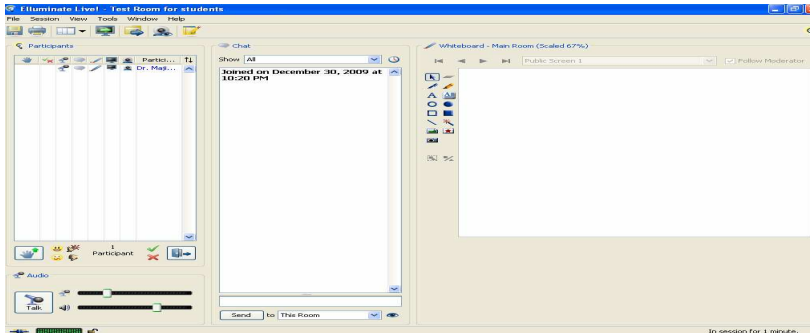 Elluminate Live! - Test Room for students
File Session View Tools Window Help
Participants
Partici...
Dr. Maji...
1
Participant
Audio
Talk
Chat
Show All
Joined on December 30, 2009 at
10:20 PM
Send to This Room
Whiteboard - Main Room (Scaled 67%)
Public Screen 1
Follow Moderator
In session for 1 minute.